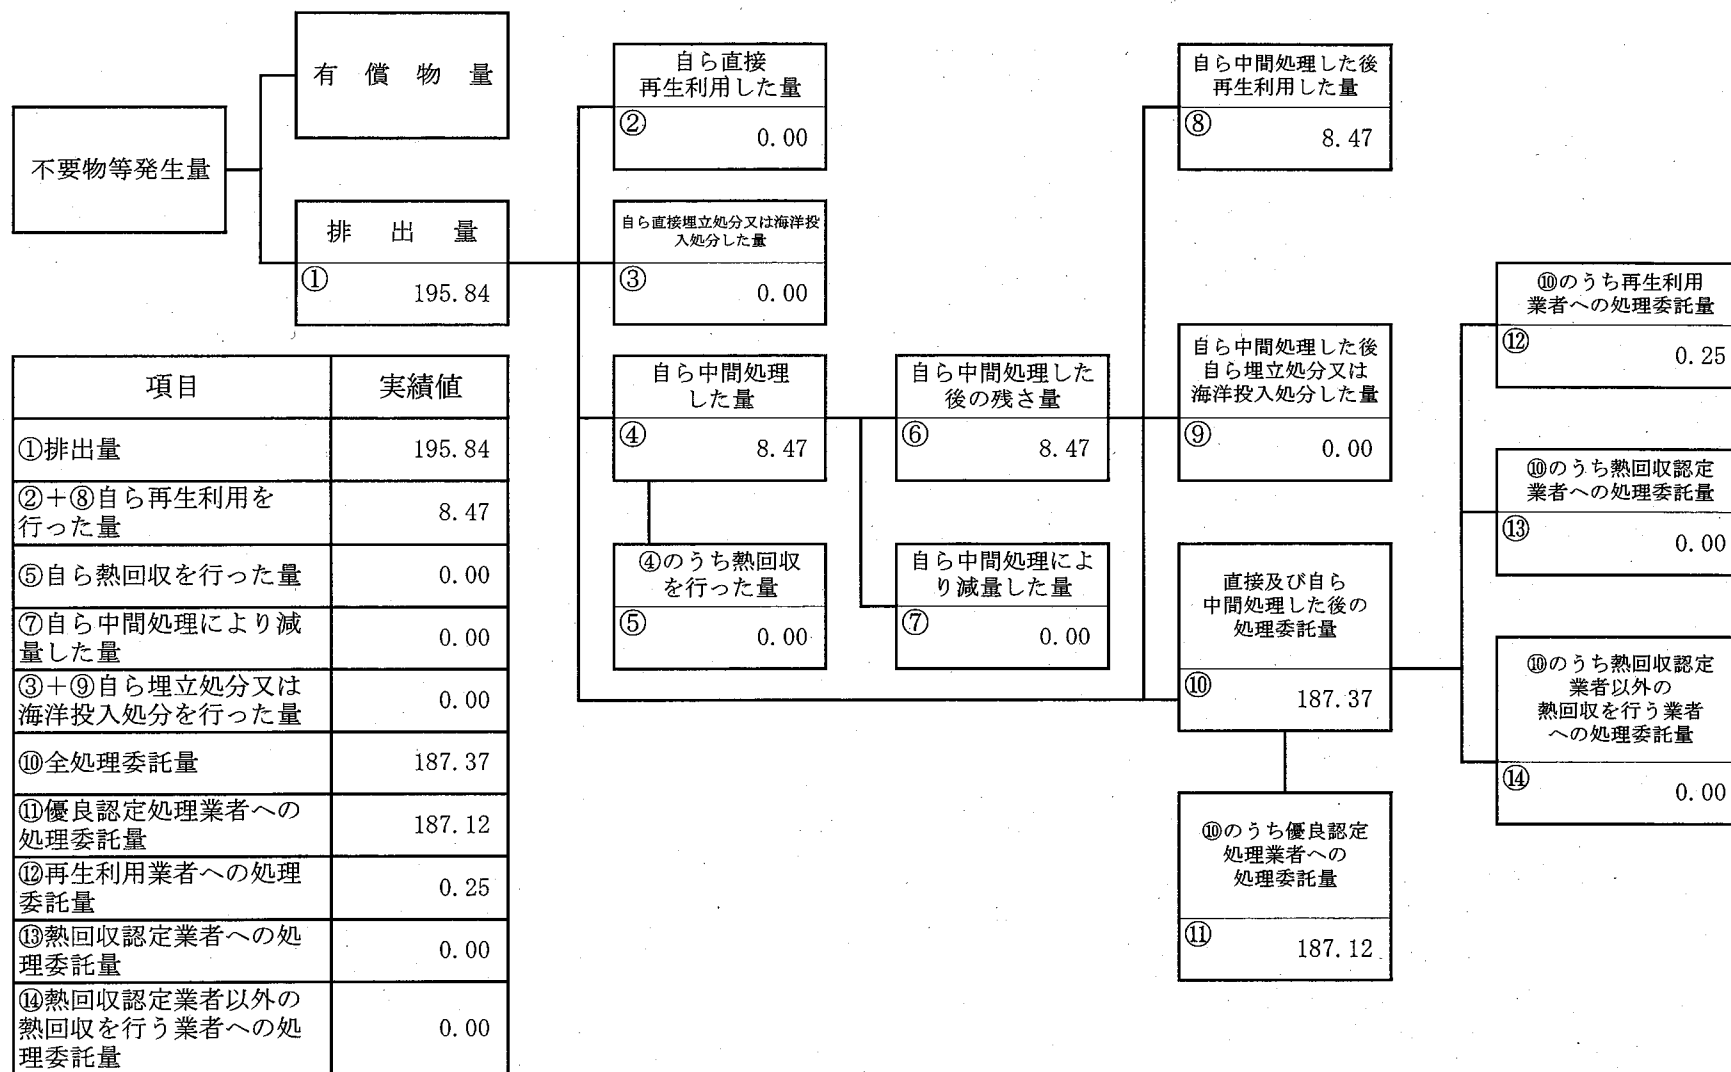 有償物量
不要物等発生量
排出量
① 195.84
自ら直接
再生利用した量
② 0.00
自ら直接埋立処分又は海洋投
入処分した量
③ 0.00
自ら中間処理
した量
④ 8.47
④のうち熱回収
を行った量
⑤ 0.00
自ら中間処理した
後の残さ量
⑥ 8.47
自ら中間処理によ
り減量した量
⑦ 0.00
自ら中間処理した後
再生利用した量
⑧ 8.47
自ら中間処理した後
自ら埋立処分又は
海洋投入処分した量
⑨ 0.00
直接及び自ら
中間処理した後の
処理委託量
⑩ 187.37
⑩のうち優良認定
処理業者への
処理委託量
⑪ 187.12
⑩のうち再生利用
業者への処理委託量
⑫ 0.25
⑩のうち熱回収認定
業者への処理委託量
⑬ 0.00
⑩のうち熱回収認定
業者以外の
熱回収を行う業者
への処理委託量
⑭ 0.00
項目 実績値
①排出量 195.84
②+⑧自ら再生利用を
行った量 8.47
⑤自ら熱回収を行った量 0.00
⑦自ら中間処理により減
量した量 0.00
③+⑨自ら埋立処分又は
海洋投入処分を行った量 0.00
⑩全処理委託量 187.37
⑪優良認定処理業者への
処理委託量 187.12
⑫再生利用業者への処理
委託量 0.25
⑬熱回収認定業者への処
理委託量 0.00
⑭熱回収認定業者以外の
熱回収を行う業者への処
理委託量 0.00